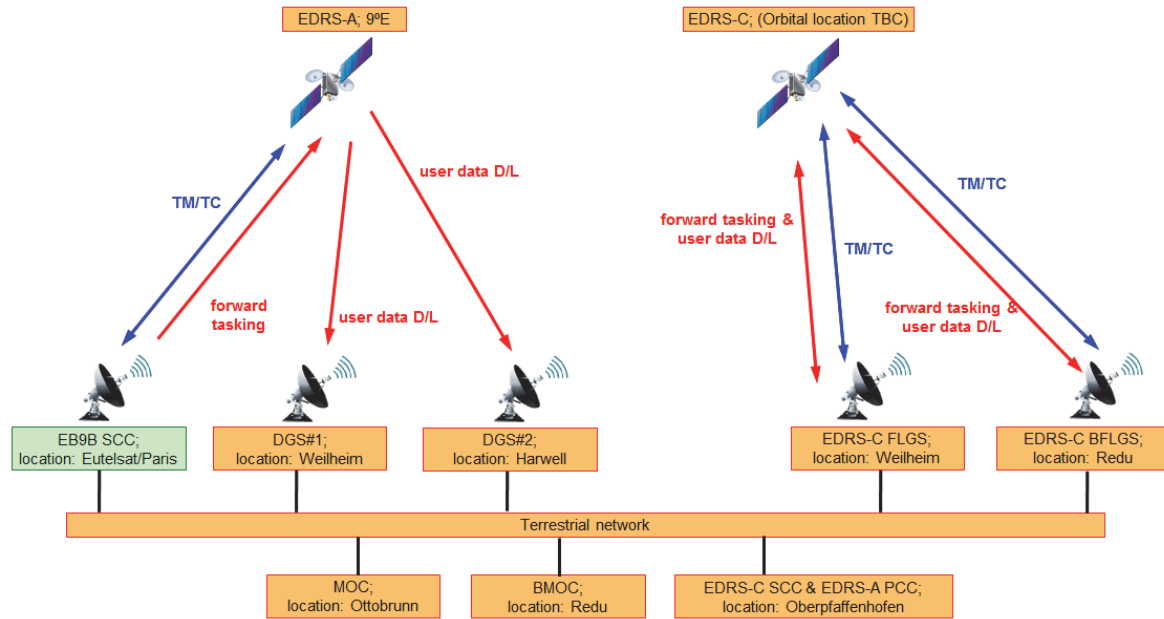 EDRS-A; 9ºE
EDRS-C; (Orbital location TBC)
user data D/L
TM/TC
TM/TC
forward tasking &
user data D/L
TM/TC
forward
tasking
user data D/L
forward tasking &
user data D/L
EB9B SCC;
location: Eutelsat/Paris
DGS#1;
location: Weilheim
DGS#2;
location: Harwell
EDRS-C FLGS;
location: Weilheim
EDRS-C BFLGS;
location: Redu
Terrestrial network
MOC;
location: Ottobrunn
BMOC;
location: Redu
EDRS-C SCC & EDRS-A PCC;
location: Oberpfaffenhofen